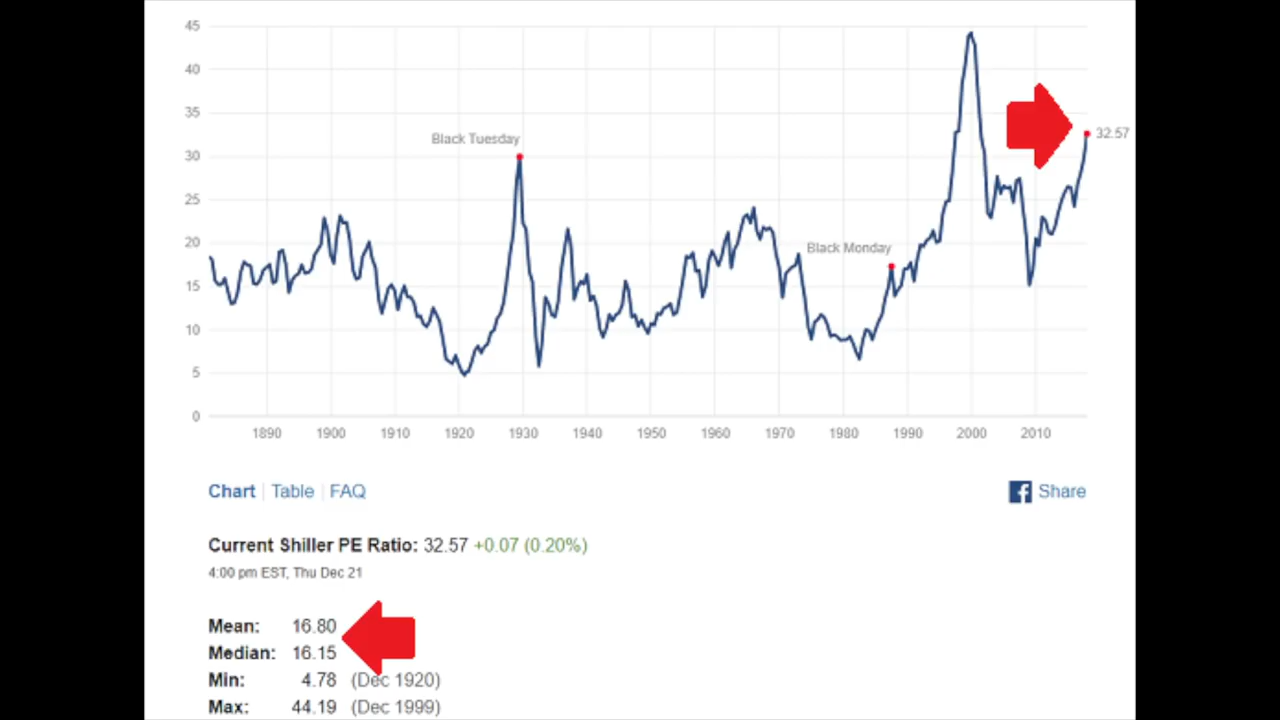 45
40
35
30
25
20
15
10
5
0
Black Tuesday
Black Monday
32.57
1890 1900 1910 1920 1930 1940 1950 1960 1970 1980 1990 2000 2010
Chart Table FAQ
f Share
Current Shiller PE Ratio: 32.57 +0.07 (0.20%)
4:00 pm EST, Thu Dec 21
Mean: 16.80
Median: 16.15
Min: 4.78 (Dec 1920)
Max: 44.19 (Dec 1999)